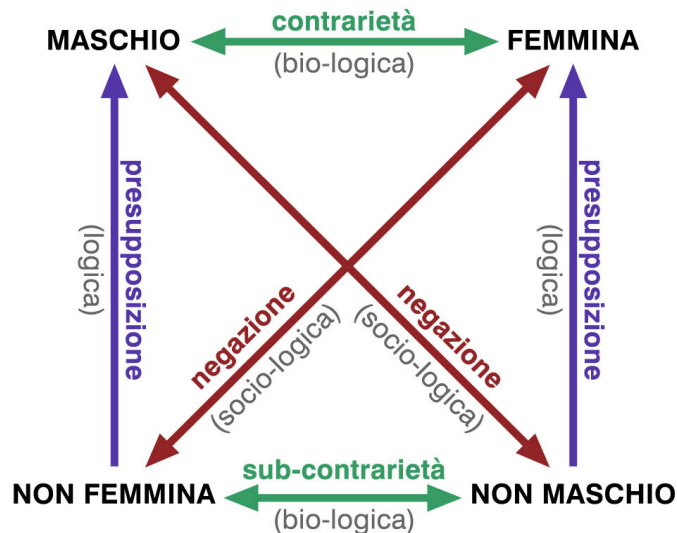 contrarietà
MASCHIO
FEMMINA
(bio-logica)
presupposizione
(logica)
presupposizione
(logica)
negazione
(socio-logica)
negazione
(socio-logica)
sub-contrarietà
NON FEMMINA
NON MASCHIO
(bio-logica)